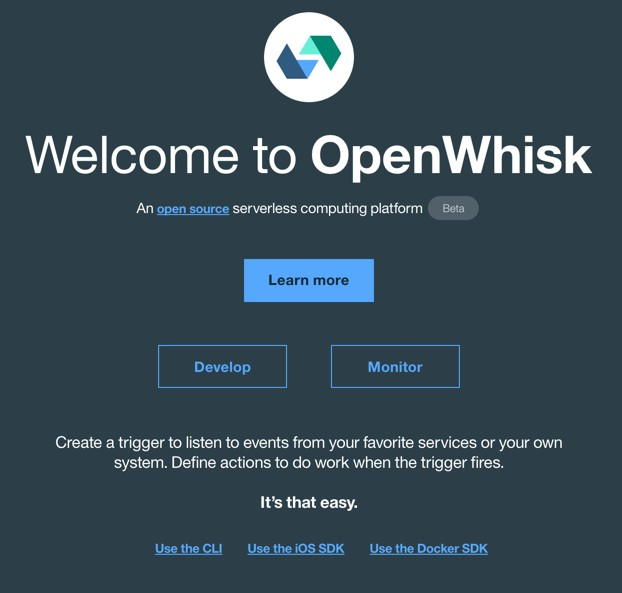 Welcome to OpenWhisk
An open source serverless computing platform Beta
Learn more
Develop Monitor
Create a trigger to listen to events from your favorite services or your own
system. Define actions to do work when the trigger fires.
It’s that easy.
Use the CLI Use the iOS SDK Use the Docker SDK